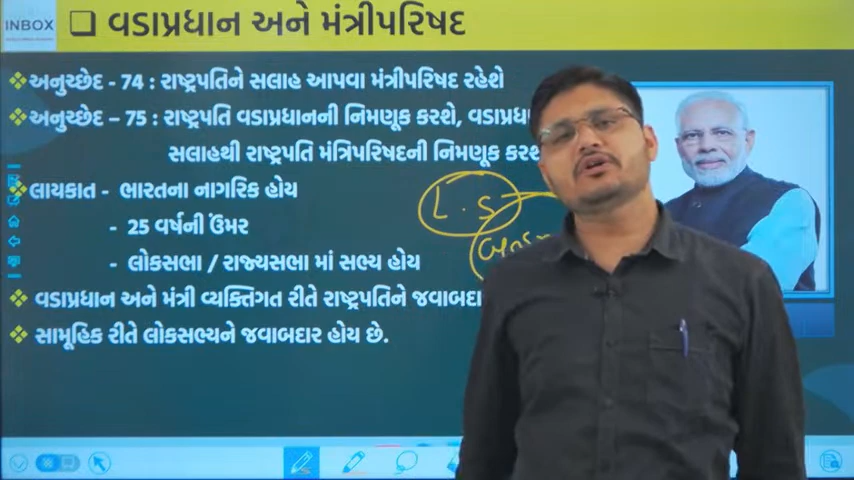 INBOX
❑ વડાપ્રધાન અને મંત્રીપરિષદ
❖ અનુચ્છેદ - 74 : રાષ્ટ્રપતિને સલાહ આપવા મંત્રીપરિષદ રહેશે
❖ અનુચ્છેદ – 75 : રાષ્ટ્રપતિ વડાપ્રધાનની નિમણૂક કરશે, વડાપ્રધા
સલાહથી રાષ્ટ્રપતિ મંત્રિપરિષદની નિમણૂક કરશે
❖ લાયકાત - ભારતના નાગરિક હોય
- 25 વર્ષની ઉંમર
- લોકસભા / રાજ્યસભા માં સભ્ય હોય
L.S
❖ વડાપ્રધાન અને મંત્રી વ્યક્તિગત રીતે રાષ્ટ્રપતિને જવાબદા
❖ સામૂહિક રીતે લોકસભ્યને જવાબદાર હોય છે.